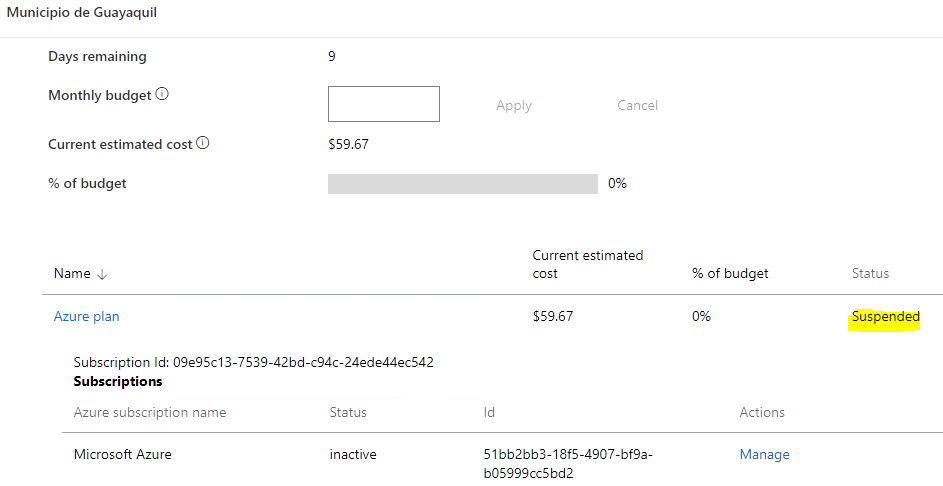 Municipio de Guayaquil
Days remaining 9
Monthly budget Apply Cancel
Current estimated cost $59.67
% of budget 0%
Name ↓ Current estimated cost % of budget Status
Azure plan $59.67 0% Suspended
Subscription Id: 09e95c13-7539-42bd-c94c-24ede44ec542
Subscriptions
Azure subscription name Status Id Actions
Microsoft Azure inactive 51bb2bb3-18f5-4907-bf9a-b05999cc5bd2 Manage